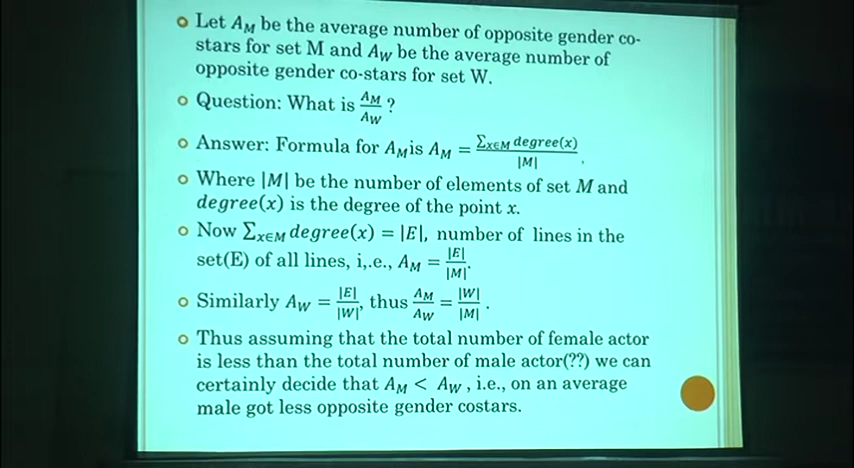 Let A_M be the average number of opposite gender co-
stars for set M and A_W be the average number of
opposite gender co-stars for set W.
Question: What is A_M/A_W ?
Answer: Formula for A_M is A_M = ∑_{x∈M} degree(x)/|M| .
Where |M| be the number of elements of set M and
degree(x) is the degree of the point x.
Now ∑_{x∈M} degree(x) = |E|, number of lines in the
set(E) of all lines, i,.e., A_M = |E|/|M|.
Similarly A_W = |E|/|W|, thus A_M/A_W = |W|/|M| .
Thus assuming that the total number of female actor
is less than the total number of male actor(??) we can
certainly decide that A_M < A_W , i.e., on an average
male got less opposite gender costars.